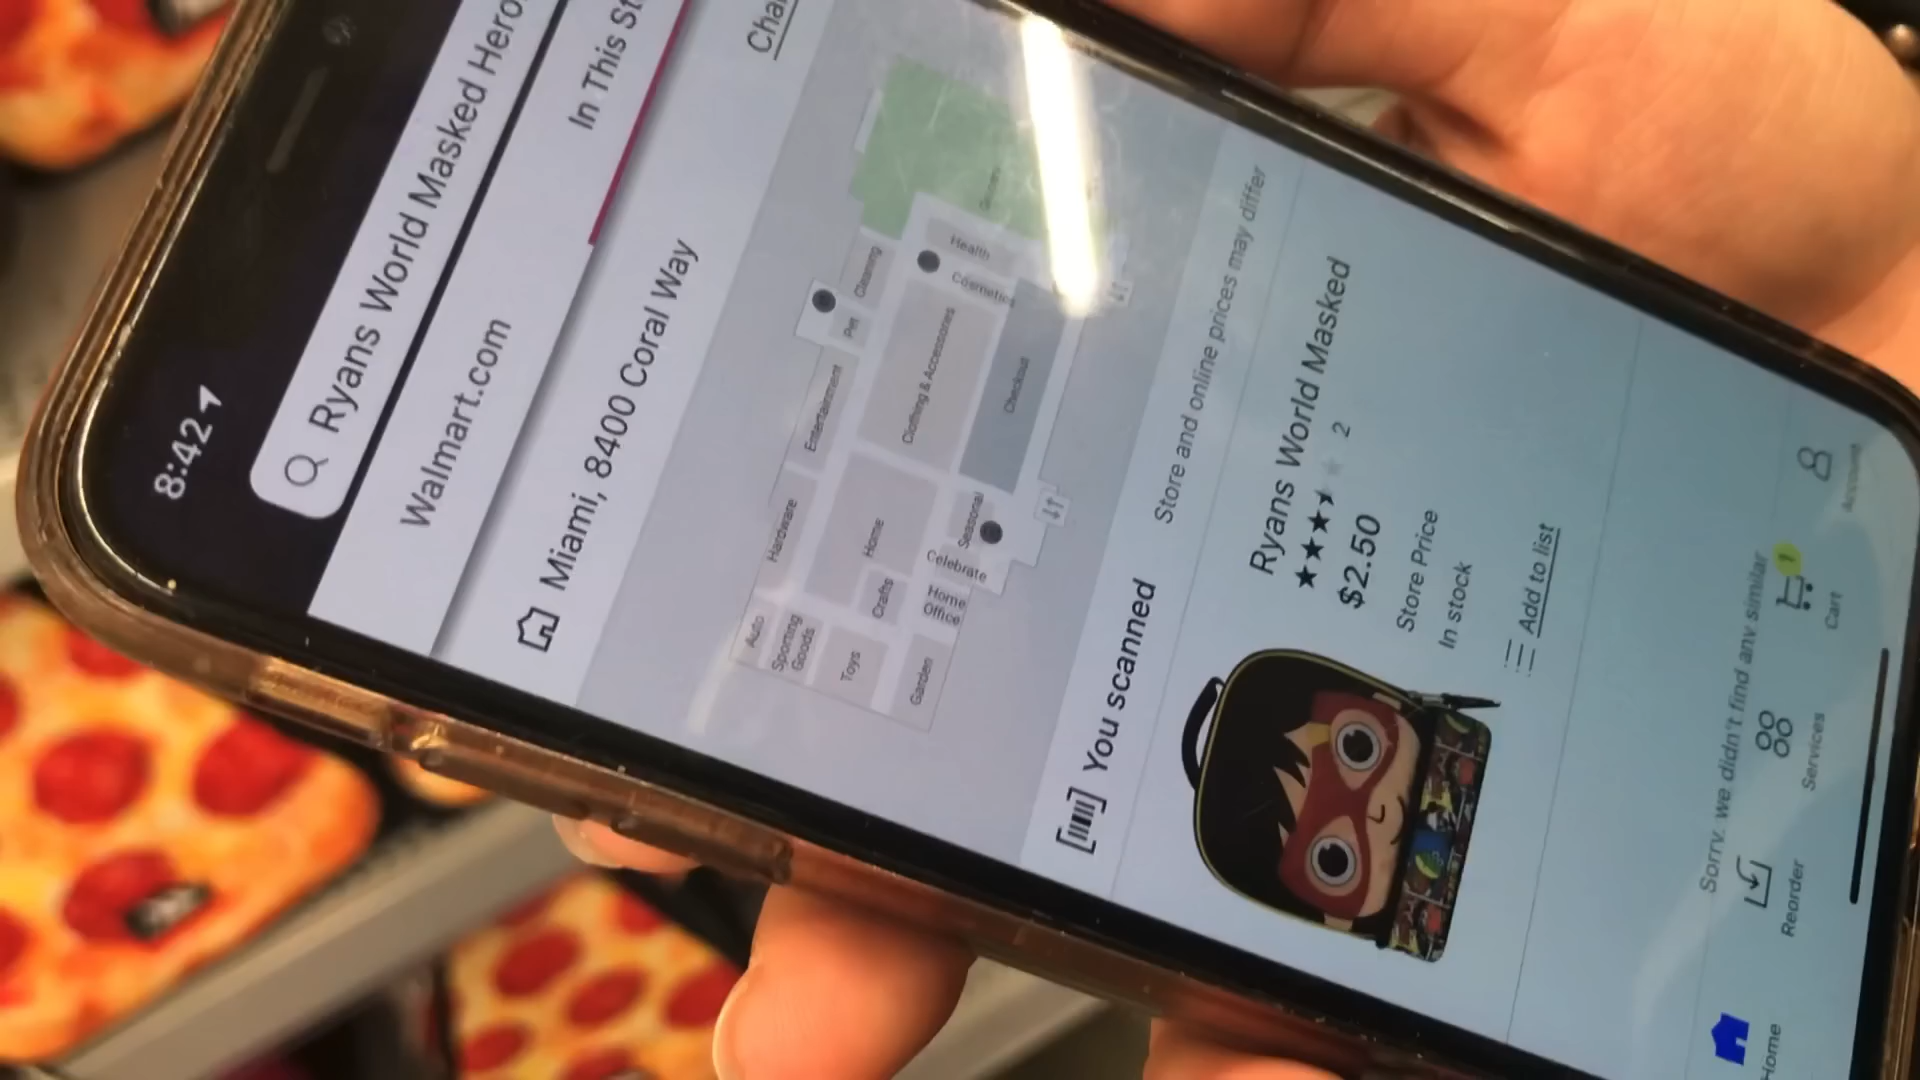 8:42
Ryans World Masked Hero
Walmart.com
In This St
Miami, 8400 Coral Way
Cha
Auto
Sporting
Goods
Toys
Garden
Hardware
Home
Crafts
Home
Office
Celebrate
Seasonal
Entertainment
Pet
Cleaning
Clothing & Accessories
Checkout
Health
Cosmetics
Store and online prices may differ
You scanned
Ryans World Masked
2
$2.50
Store Price
In stock
Add to list
Sorry, we didn't find any similar
Home
Reorder
Services
1
Cart
Account